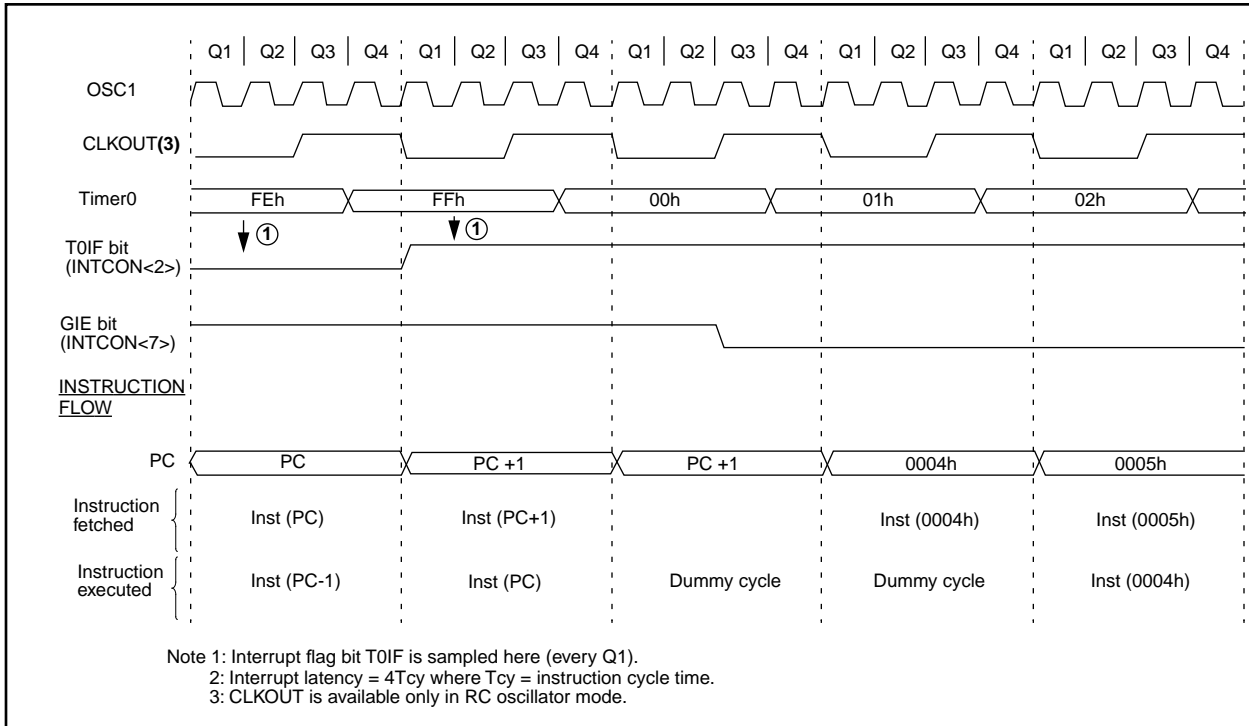 Q1 Q2 Q3 Q4 Q1 Q2 Q3 Q4 Q1 Q2 Q3 Q4 Q1 Q2 Q3 Q4 Q1 Q2 Q3 Q4
OSC1
CLKOUT(3)
Timer0 FEh FFh 00h 01h 02h
1 1
T0IF bit
(INTCON<2>)
GIE bit
(INTCON<7>)
INSTRUCTION
FLOW
PC PC PC +1 PC +1 0004h 0005h
Instruction
fetched
Inst (PC) Inst (PC+1) Inst (0004h) Inst (0005h)
Instruction
executed
Inst (PC-1) Inst (PC) Dummy cycle Dummy cycle Inst (0004h)
Note 1: Interrupt flag bit T0IF is sampled here (every Q1).
2: Interrupt latency = 4Tcy where Tcy = instruction cycle time.
3: CLKOUT is available only in RC oscillator mode.